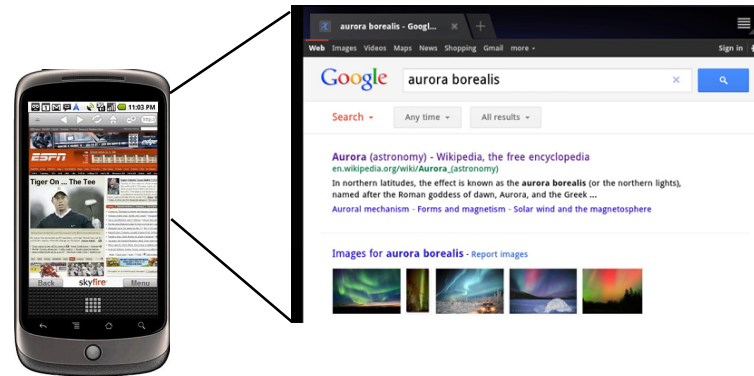 11:03 PM
ESPN
Tiger On ... The Tee
Back skyfire Menu
aurora borealis - Googl... × +
Web Images Videos Maps News Shopping Gmail more Sign in
Google aurora borealis ×
Search Any time All results
Aurora (astronomy) - Wikipedia, the free encyclopedia
en.wikipedia.org/wiki/Aurora_(astronomy)
In northern latitudes, the effect is known as the aurora borealis (or the northern lights),
named after the Roman goddess of dawn, Aurora, and the Greek ...
Auroral mechanism - Forms and magnetism - Solar wind and the magnetosphere
Images for aurora borealis - Report images